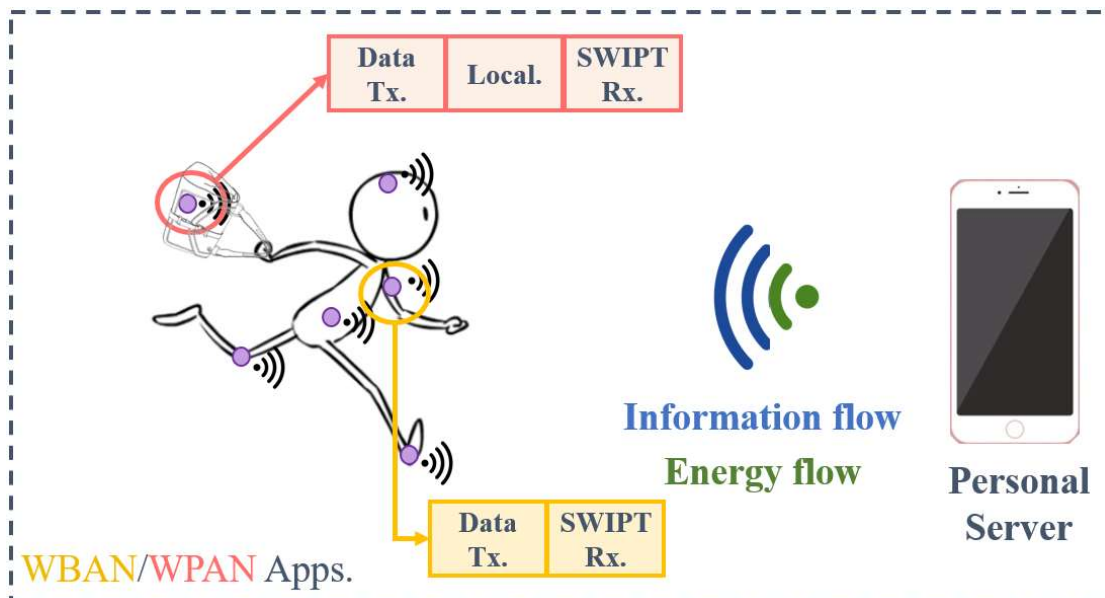 Data
Tx.
Local.
SWIPT
Rx.
Information flow
Energy flow
Personal
Server
Data
Tx.
SWIPT
Rx.
WBAN/WPAN Apps.